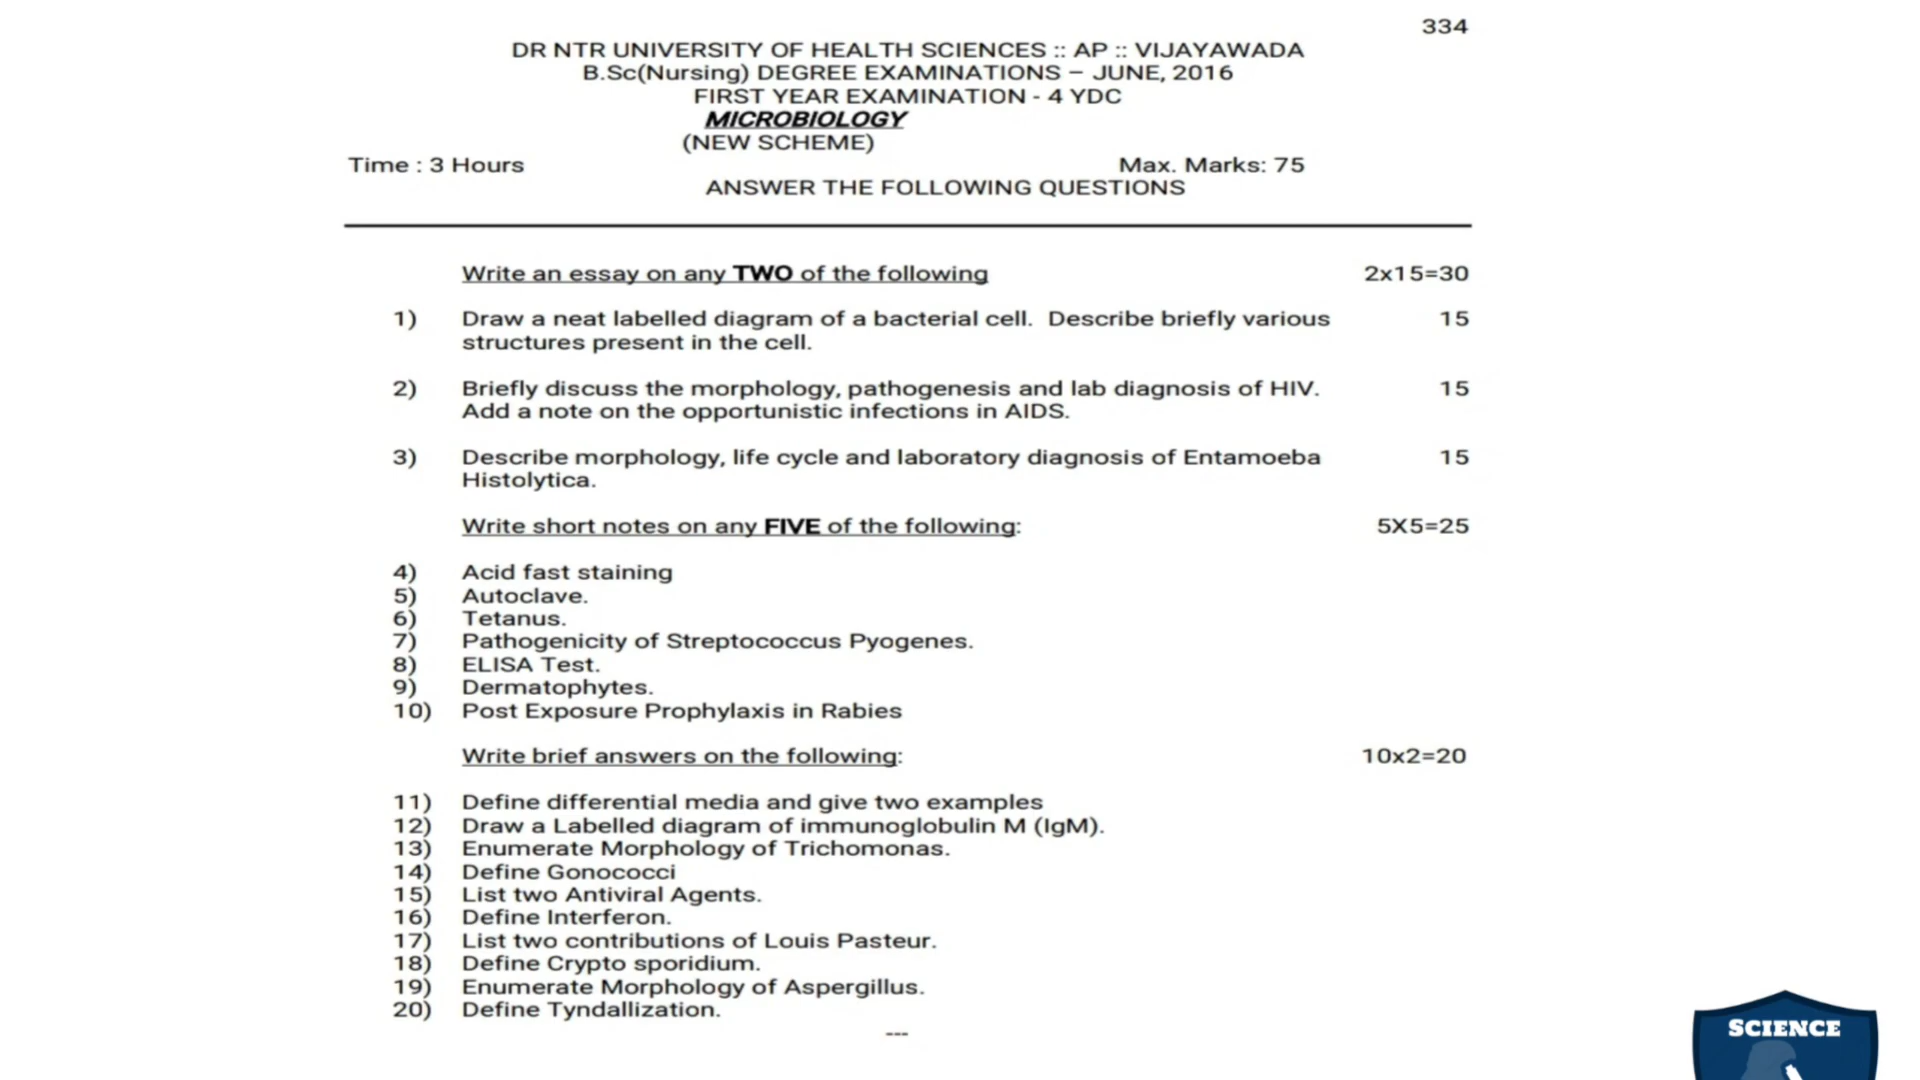 334
DR NTR UNIVERSITY OF HEALTH SCIENCES :: AP :: VIJAYAWADA
B.Sc(Nursing) DEGREE EXAMINATIONS – JUNE, 2016
FIRST YEAR EXAMINATION - 4 YDC
MICROBIOLOGY
(NEW SCHEME)
Time : 3 Hours Max. Marks: 75
ANSWER THE FOLLOWING QUESTIONS
Write an essay on any TWO of the following 2x15=30
1) Draw a neat labelled diagram of a bacterial cell. Describe briefly various 15
structures present in the cell.
2) Briefly discuss the morphology, pathogenesis and lab diagnosis of HIV. 15
Add a note on the opportunistic infections in AIDS.
3) Describe morphology, life cycle and laboratory diagnosis of Entamoeba 15
Histolytica.
Write short notes on any FIVE of the following: 5X5=25
4) Acid fast staining
5) Autoclave.
6) Tetanus.
7) Pathogenicity of Streptococcus Pyogenes.
8) ELISA Test.
9) Dermatophytes.
10) Post Exposure Prophylaxis in Rabies
Write brief answers on the following: 10x2=20
11) Define differential media and give two examples
12) Draw a Labelled diagram of immunoglobulin M (IgM).
13) Enumerate Morphology of Trichomonas.
14) Define Gonococci
15) List two Antiviral Agents.
16) Define Interferon.
17) List two contributions of Louis Pasteur.
18) Define Crypto sporidium.
19) Enumerate Morphology of Aspergillus.
20) Define Tyndallization.
---
SCIENCE